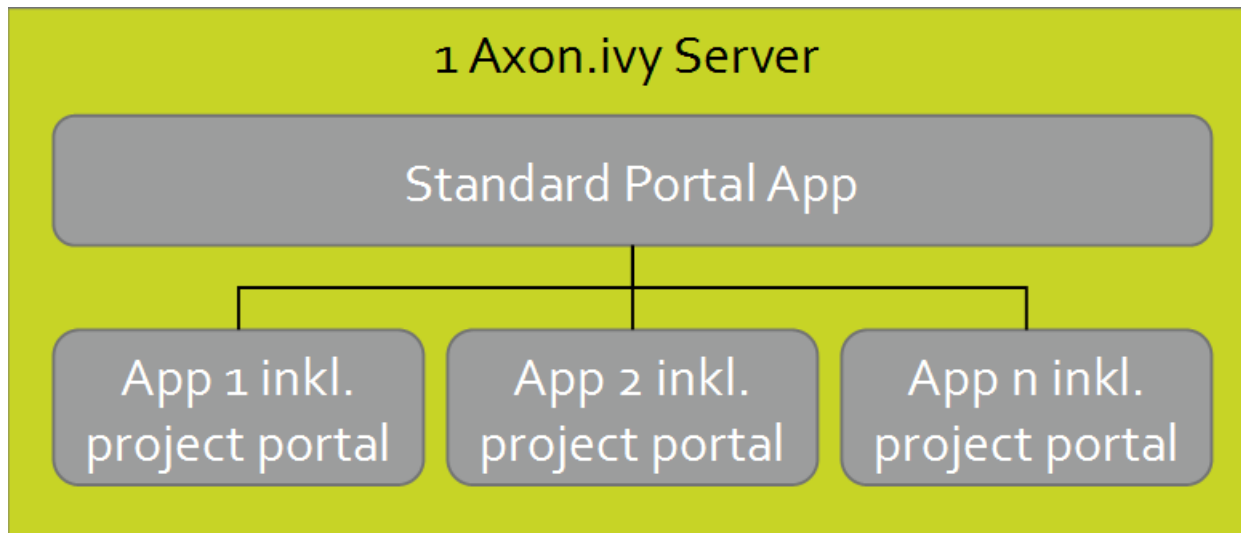 1 Axon.ivy Server
Standard Portal App
App 1 inkl.
project portal
App 2 inkl.
project portal
App n inkl.
project portal